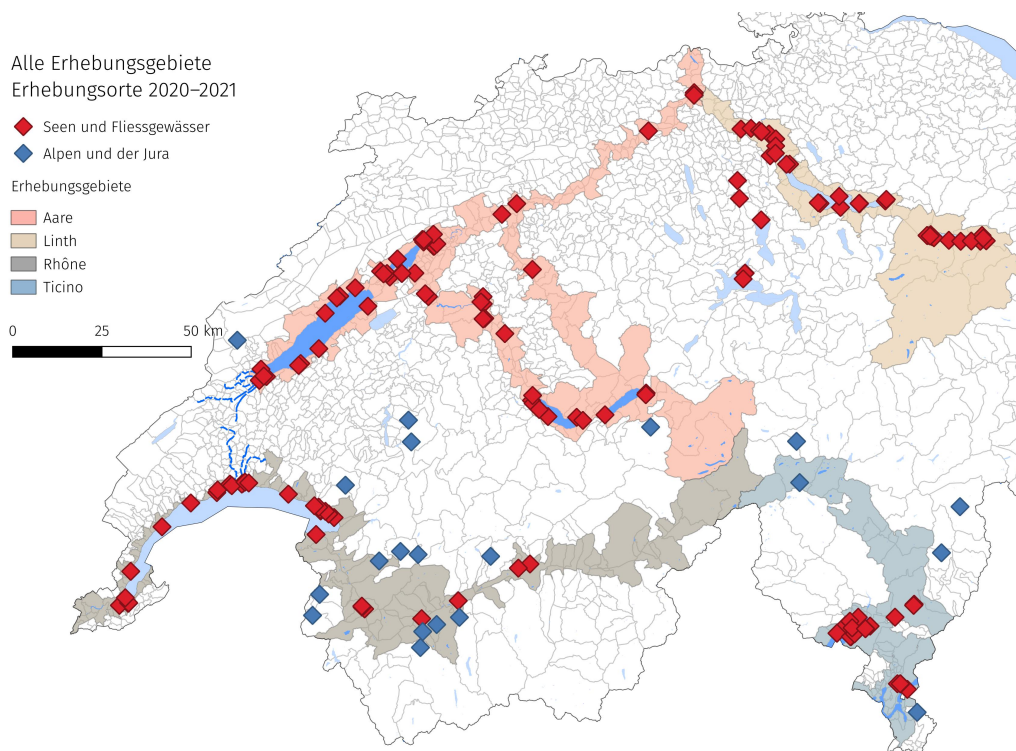 Alle Erhebungsgebiete
Erhebungsorte 2020–2021
Seen und Fliessgewässer
Alpen und der Jura
Erhebungsgebiete
Aare
Linth
Rhône
Ticino
0 25 50 km